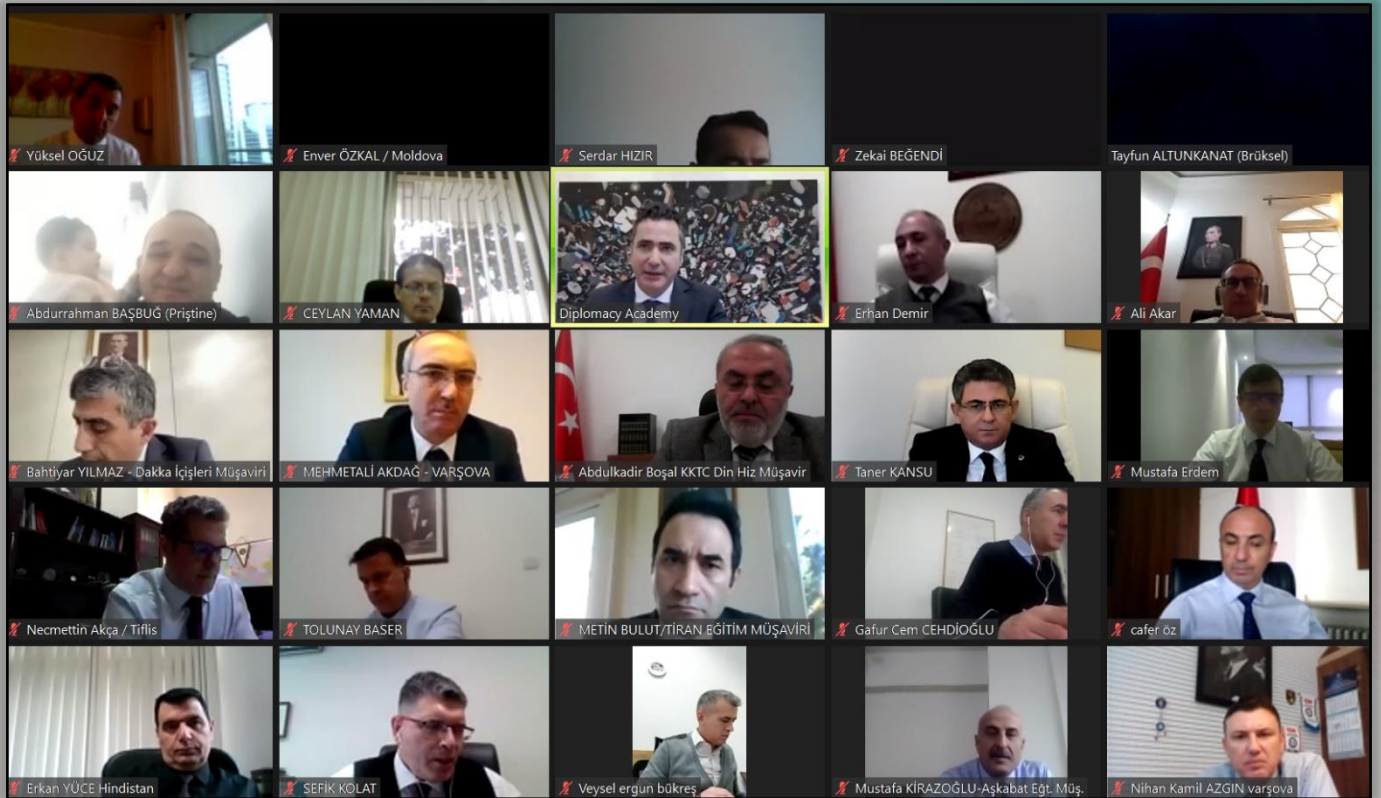 Yüksel OĞUZ
Enver ÖZKAL / Moldova
Serdar HIZIR
Zekai BEĞENDİ
Tayfun ALTUNKANAT (Brüksel)
Abdurrahman BAŞBUĞ (Priştine)
CEYLAN YAMAN
Diplomacy Academy
Erhan Demir
Ali Akar
Bahtiyar YILMAZ - Dakka İçişleri Müşaviri
MEHMETALİ AKDAĞ - VARŞOVA
Abdulkadir Boşal KKTC Din Hiz Müşavir
Taner KANSU
Mustafa Erdem
Necmettin Akça / Tiflis
TOLUNAY BASER
METİN BULUT/TİRAN EĞİTİM MÜŞAVİRİ
Gafur Cem CEHDİOĞLU
cafer öz
Erkan YÜCE Hindistan
SEFİK KOLAT
Veysel ergun bükreş
Mustafa KİRAZOĞLU-Aşkabat Eğt. Müş.
Nihan Kamil AZGIN varşova